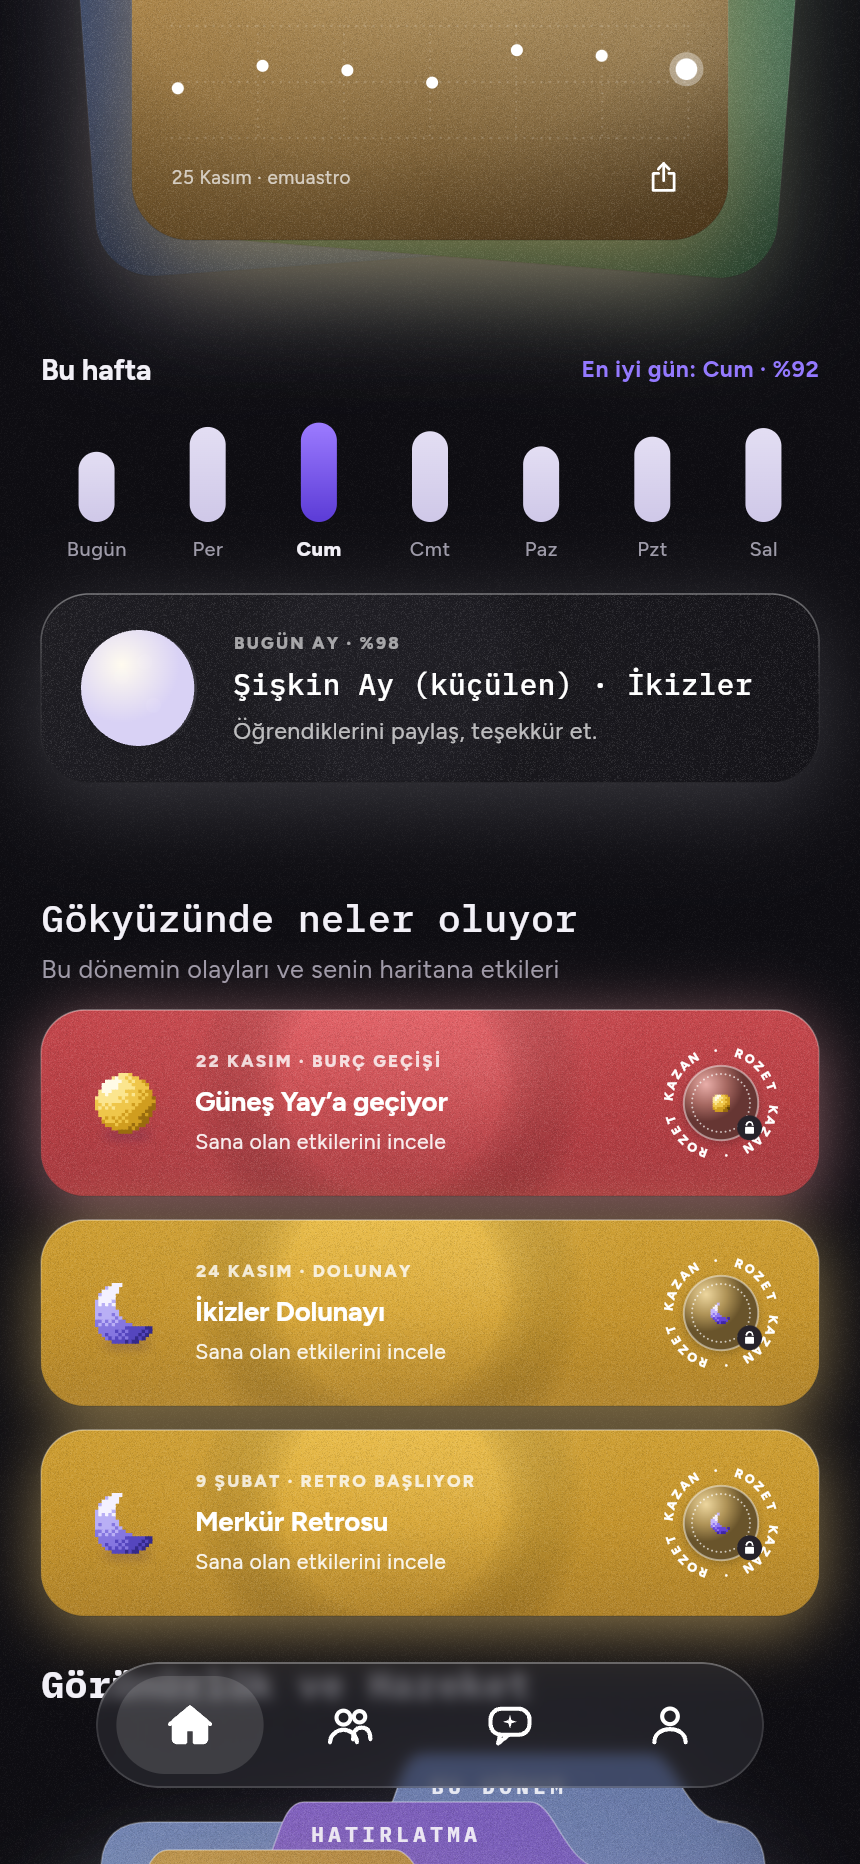 25 Kasım · emuastro
Bu hafta
En iyi gün: Cum · %92
Bugün Per Cum Cmt Paz Pzt Sal
BUGÜN AY · %98
Şişkin Ay (küçülen) · İkizler
Öğrendiklerini paylaş, teşekkür et.
Gökyüzünde neler oluyor
Bu dönemin olayları ve senin haritana etkileri
22 KASIM · BURÇ GEÇİŞİ
Güneş Yay’a geçiyor
Sana olan etkilerini incele
ROZET KAZAN · ROZET KAZAN ·
24 KASIM · DOLUNAY
İkizler Dolunayı
Sana olan etkilerini incele
ROZET KAZAN · ROZET KAZAN ·
9 ŞUBAT · RETRO BAŞLIYOR
Merkür Retrosu
Sana olan etkilerini incele
ROZET KAZAN · ROZET KAZAN ·
BU DÖNEM
HATIRLATMA